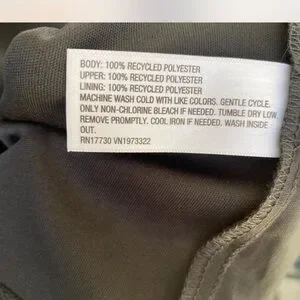 BODY: 100% RECYCLED POLYESTER
UPPER: 100% RECYCLED POLYESTER
LINING: 100% RECYCLED POLYESTER
MACHINE WASH COLD WITH LIKE COLORS. GENTLE CYCLE.
ONLY NON-CHLORINE BLEACH IF NEEDED. TUMBLE DRY LOW.
REMOVE PROMPTLY. COOL IRON IF NEEDED. WASH INSIDE
OUT.
RN17730 VN1973322